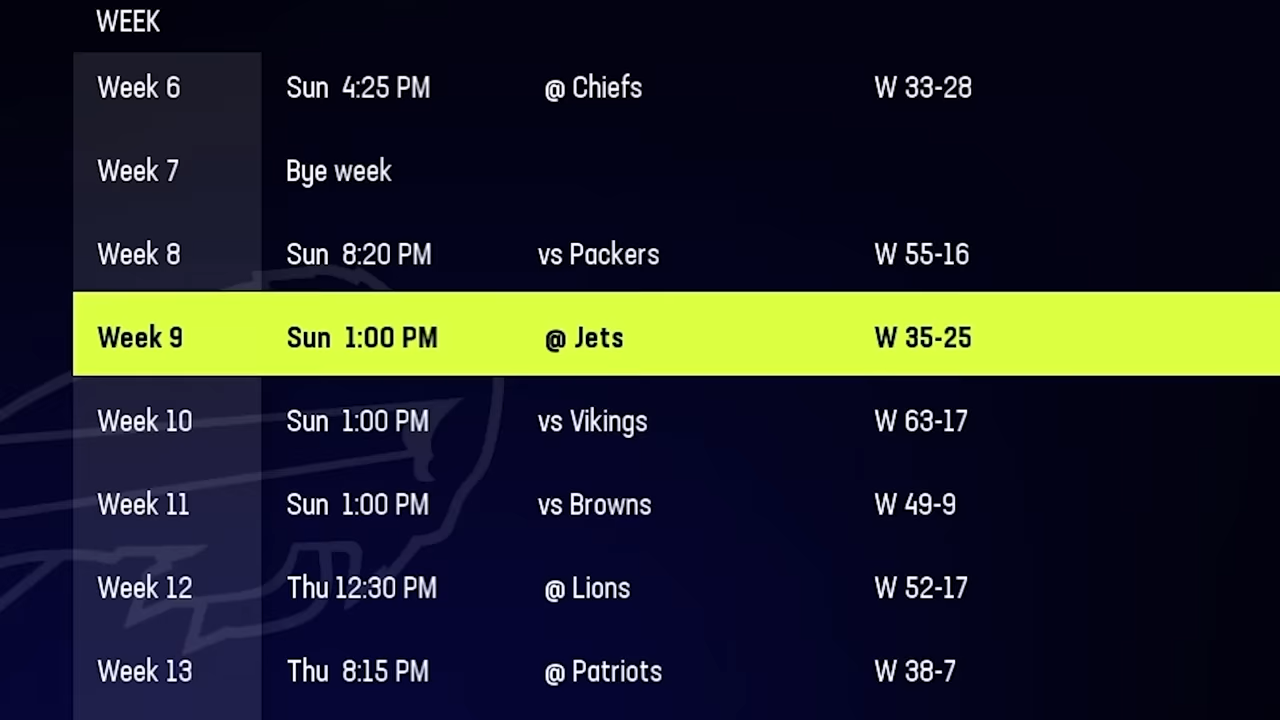 WEEK
Week 6 Sun 4:25 PM @ Chiefs W 33-28
Week 7 Bye week
Week 8 Sun 8:20 PM vs Packers W 55-16
Week 9 Sun 1:00 PM @ Jets W 35-25
Week 10 Sun 1:00 PM vs Vikings W 63-17
Week 11 Sun 1:00 PM vs Browns W 49-9
Week 12 Thu 12:30 PM @ Lions W 52-17
Week 13 Thu 8:15 PM @ Patriots W 38-7